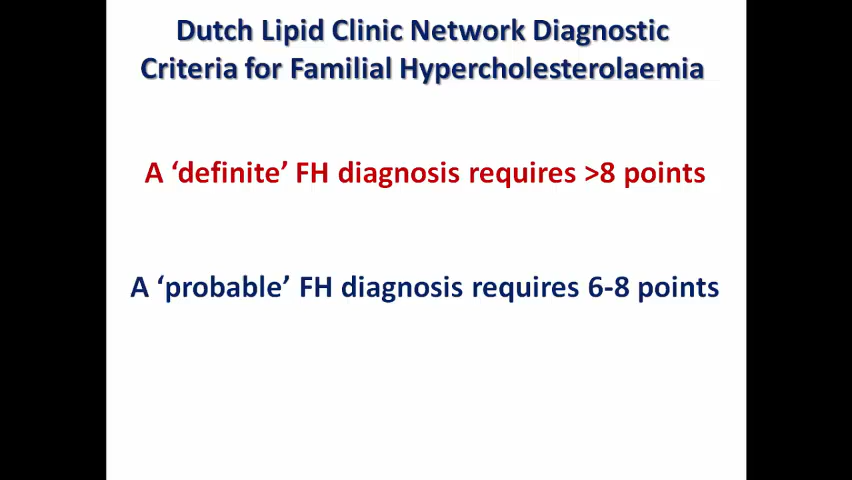 Dutch Lipid Clinic Network Diagnostic
Criteria for Familial Hypercholesterolaemia
A ‘definite’ FH diagnosis requires >8 points
A ‘probable’ FH diagnosis requires 6-8 points